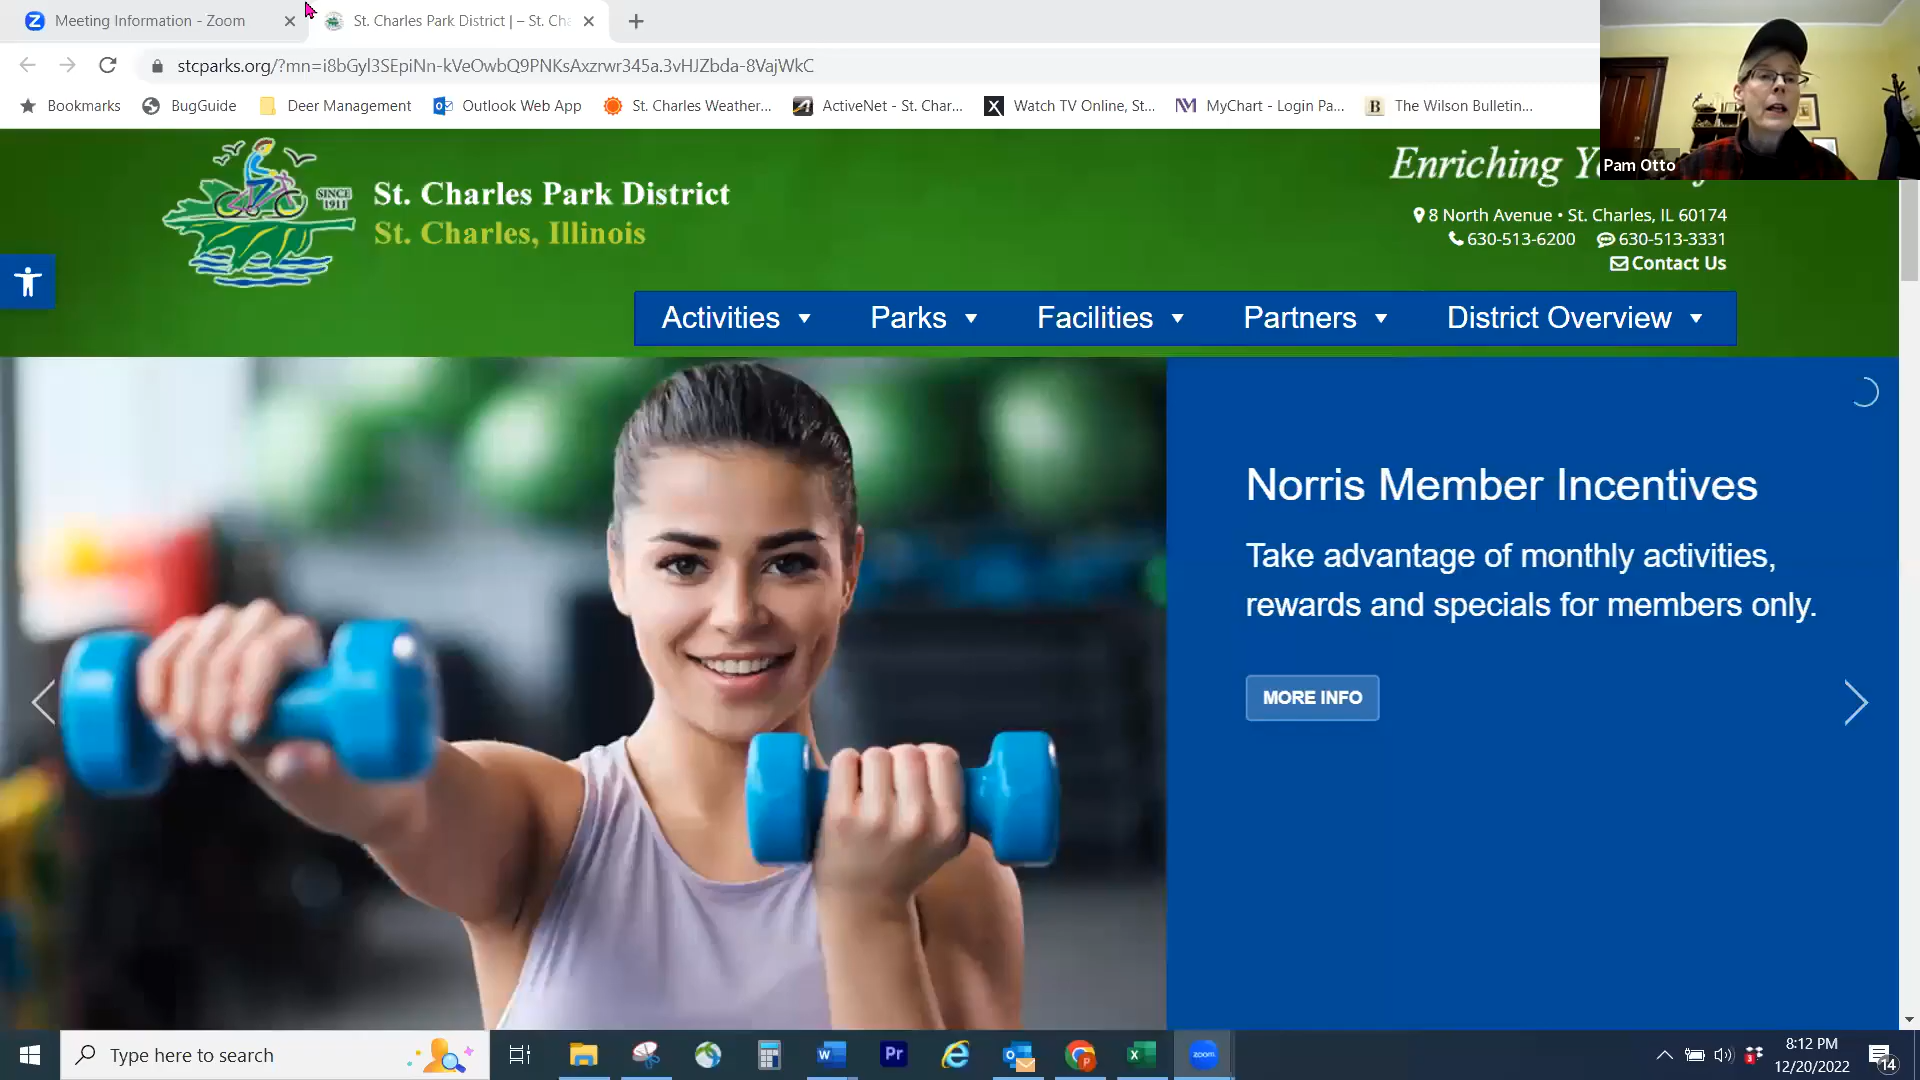 Meeting Information - Zoom
St. Charles Park District | – St. Cha
stcparks.org/?mn=i8bGyl3SEpiNn-kVeOwbQ9PNKsAxzrwr345a.3vHJZbda-8VajWkC
Bookmarks
BugGuide
Deer Management
Outlook Web App
St. Charles Weather...
ActiveNet - St. Char...
Watch TV Online, St...
MyChart - Login Pa...
The Wilson Bulletin...
Pam Otto
SINCE
1911
St. Charles Park District
St. Charles, Illinois
Enriching
8 North Avenue • St. Charles, IL 60174
630-513-6200 630-513-3331
Contact Us
Activities Parks Facilities Partners District Overview
Norris Member Incentives
Take advantage of monthly activities,
rewards and specials for members only.
MORE INFO
Type here to search
8:12 PM
12/20/2022
14